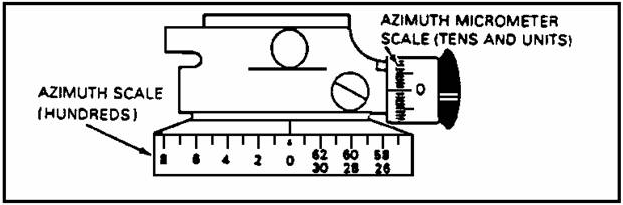 AZIMUTH MICROMETER
SCALE (TENS AND UNITS)
AZIMUTH SCALE
(HUNDREDS)
0
8 6 4 2 0 62 60 58
30 28 26